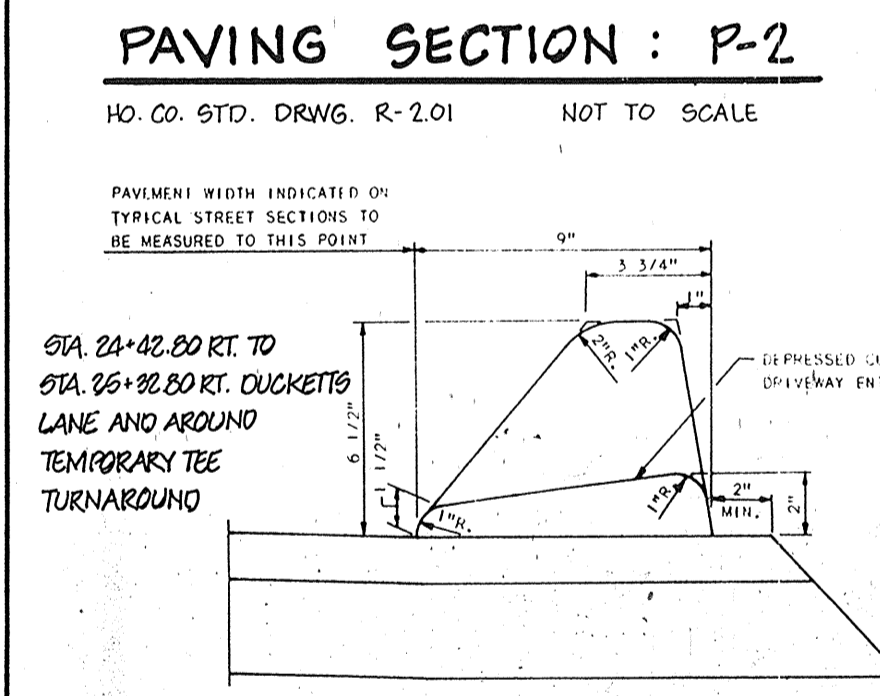 PAVING SECTION : P-2
HO. CO. STD. DRWG. R-2.01 NOT TO SCALE
PAVEMENT WIDTH INDICATED ON
TYPICAL STREET SECTIONS TO
BE MEASURED TO THIS POINT
9"
3 3/4"
1"
STA. 24+42.80 RT. TO
STA. 25+32.80 RT. DUCKETTS
LANE AND AROUND
TEMPORARY TEE
TURNAROUND
2"R.
1"R.
DEPRESSED
DRIVEWAY
6 1/2"
1 1/2"
1"R.
1"R.
2"
MIN.
2"